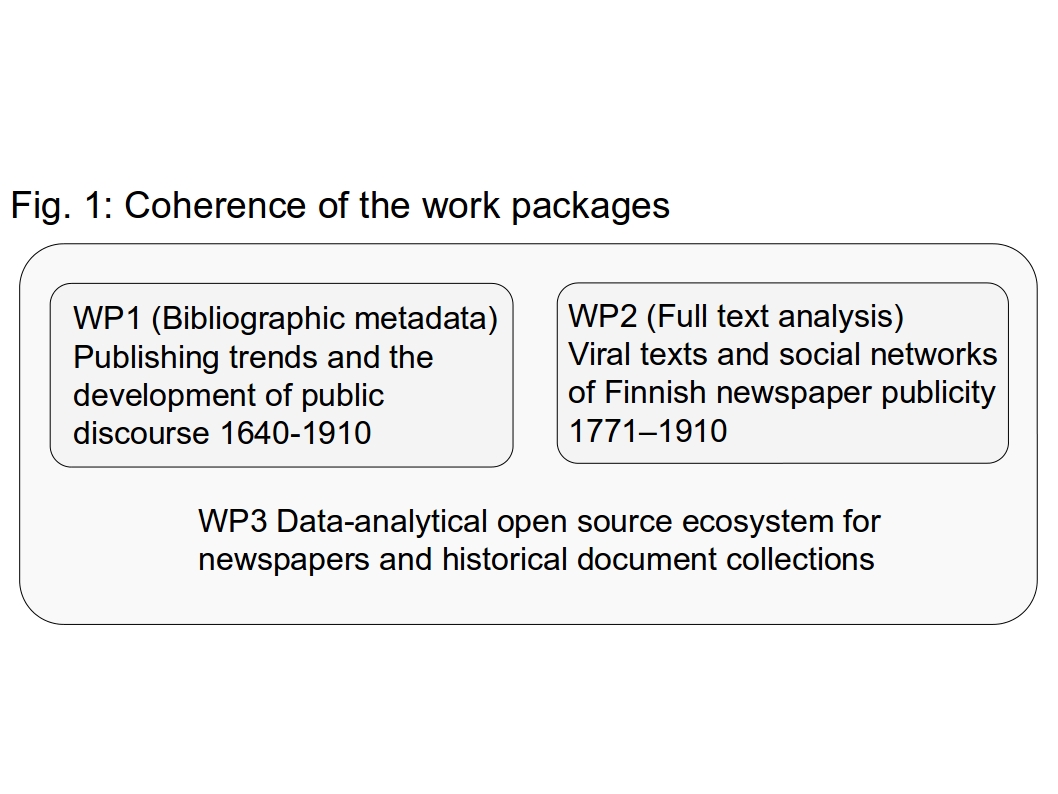 Fig. 1: Coherence of the work packages
WP1 (Bibliographic metadata)
Publishing trends and the
development of public
discourse 1640-1910
WP2 (Full text analysis)
Viral texts and social networks
of Finnish newspaper publicity
1771–1910
WP3 Data-analytical open source ecosystem for
newspapers and historical document collections